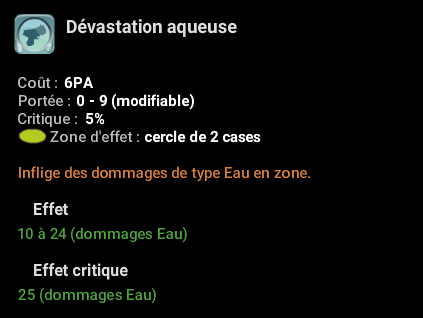 Dévastation aqueuse
Coût : 6PA
Portée : 0 - 9 (modifiable)
Critique : 5%
Zone d'effet : cercle de 2 cases
Inflige des dommages de type Eau en zone.
Effet
10 à 24 (dommages Eau)
Effet critique
25 (dommages Eau)